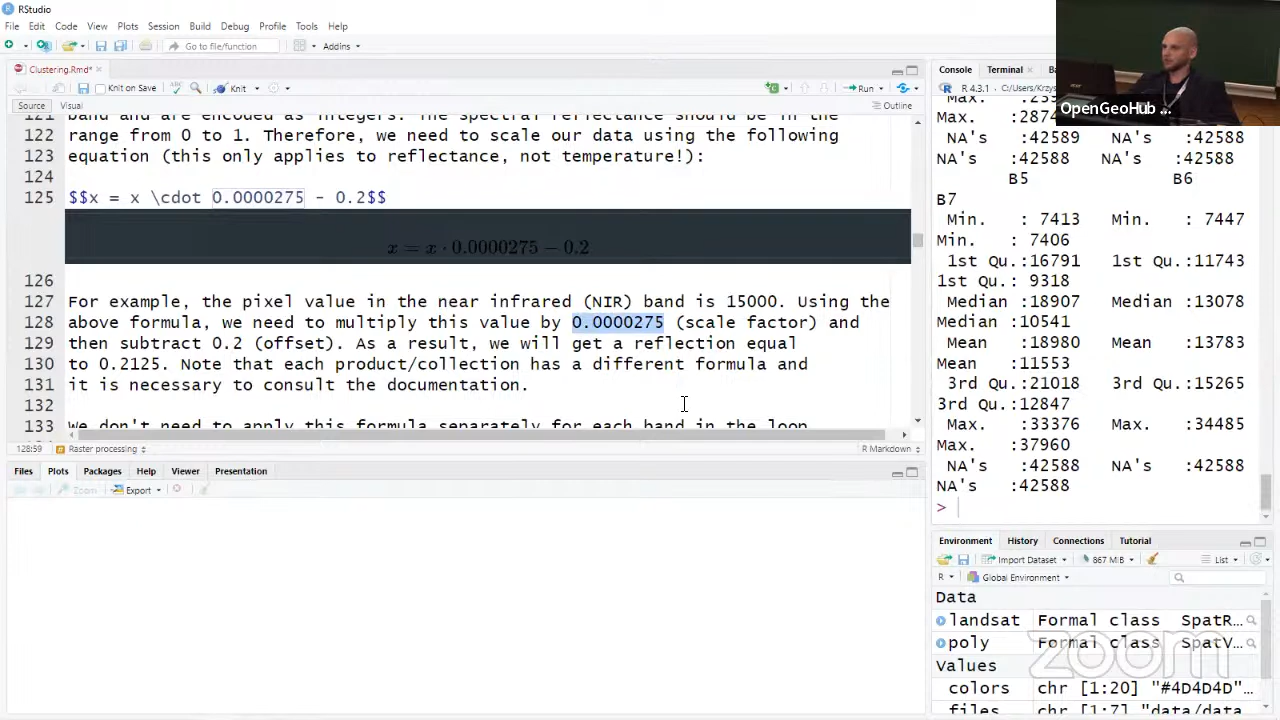 RStudio
File Edit Code View Plots Session Build Debug Profile Tools Help
Go to file/function Addins
Clustering.Rmd*
Knit on Save Knit Run
Source Visual Outline
band and are encoded as integers. The spectral reflectance should be in the
122 range from 0 to 1. Therefore, we need to scale our data using the following
123 equation (this only applies to reflectance, not temperature!):
124
125 $$x = x \cdot 0.0000275 - 0.2$$
x = x · 0.0000275 − 0.2
126
127 For example, the pixel value in the near infrared (NIR) band is 15000. Using the
128 above formula, we need to multiply this value by 0.0000275 (scale factor) and
129 then subtract 0.2 (offset). As a result, we will get a reflection equal
130 to 0.2125. Note that each product/collection has a different formula and
131 it is necessary to consult the documentation.
132
133 We don't need to apply this formula separately for each band in the loop
128:59 Raster processing R Markdown
Files Plots Packages Help Viewer Presentation
Zoom Export
OpenGeoHub ...
Console Terminal
R 4.3.1 · C:/Users/Krzys
Max. :2874
NA's :42589 NA's :42588
NA's :42588 NA's :42588
B5 B6
B7
Min. : 7413 Min. : 7447
Min. : 7406
1st Qu.:16791 1st Qu.:11743
1st Qu.: 9318
Median :18907 Median :13078
Median :10541
Mean :18980 Mean :13783
Mean :11553
3rd Qu.:21018 3rd Qu.:15265
3rd Qu.:12847
Max. :33376 Max. :34485
Max. :37960
NA's :42588 NA's :42588
NA's :42588
>
Environment History Connections Tutorial
Import Dataset 867 MiB List
R Global Environment
Data
landsat Formal class SpatR…
poly Formal class SpatV…
Values
colors chr [1:20] "#4D4D4D"…
files chr [1:7] "data/data
zoom